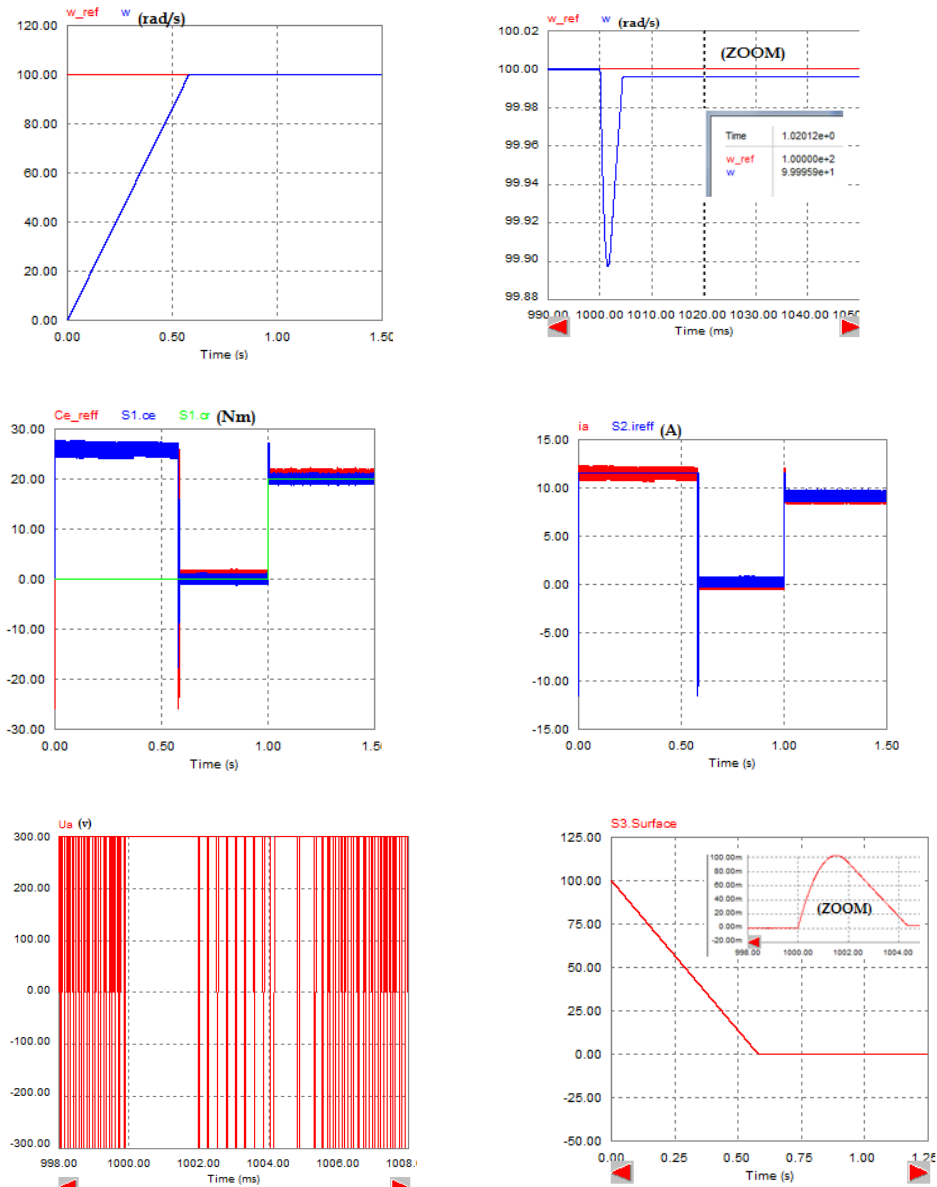 w_ref w (rad/s)
120.00
100.00
80.00
60.00
40.00
20.00
0.00
0.00 0.50 1.00 1.50
Time (s)
w_ref w (rad/s)
100.02
(ZOOM)
100.00
99.98
99.96
99.94
99.92
99.90
99.88
Time 1.02012e+0
w_ref 1.00000e+2
w 9.99959e+1
990.00 1000.00 1010.00 1020.00 1030.00 1040.00 1050
Time (ms)
Ce_reff S1.ce S1.cr (Nm)
30.00
20.00
10.00
0.00
-10.00
-20.00
-30.00
0.00 0.50 1.00 1.50
Time (s)
ia S2.ireff (A)
15.00
10.00
5.00
0.00
-5.00
-10.00
-15.00
0.00 0.50 1.00 1.50
Time (s)
Ua (v)
300.00
200.00
100.00
0.00
-100.00
-200.00
-300.00
998.00 1000.00 1002.00 1004.00 1006.00 1008.
Time (ms)
S3.Surface
125.00
100.00
75.00
50.00
25.00
0.00
-25.00
-50.00
0.00 0.25 0.50 0.75 1.00 1.25
Time (s)
100.00m
80.00m
60.00m
40.00m
20.00m
0.00m
-20.00m
(ZOOM)
998.00 1000.00 1002.00 1004.00